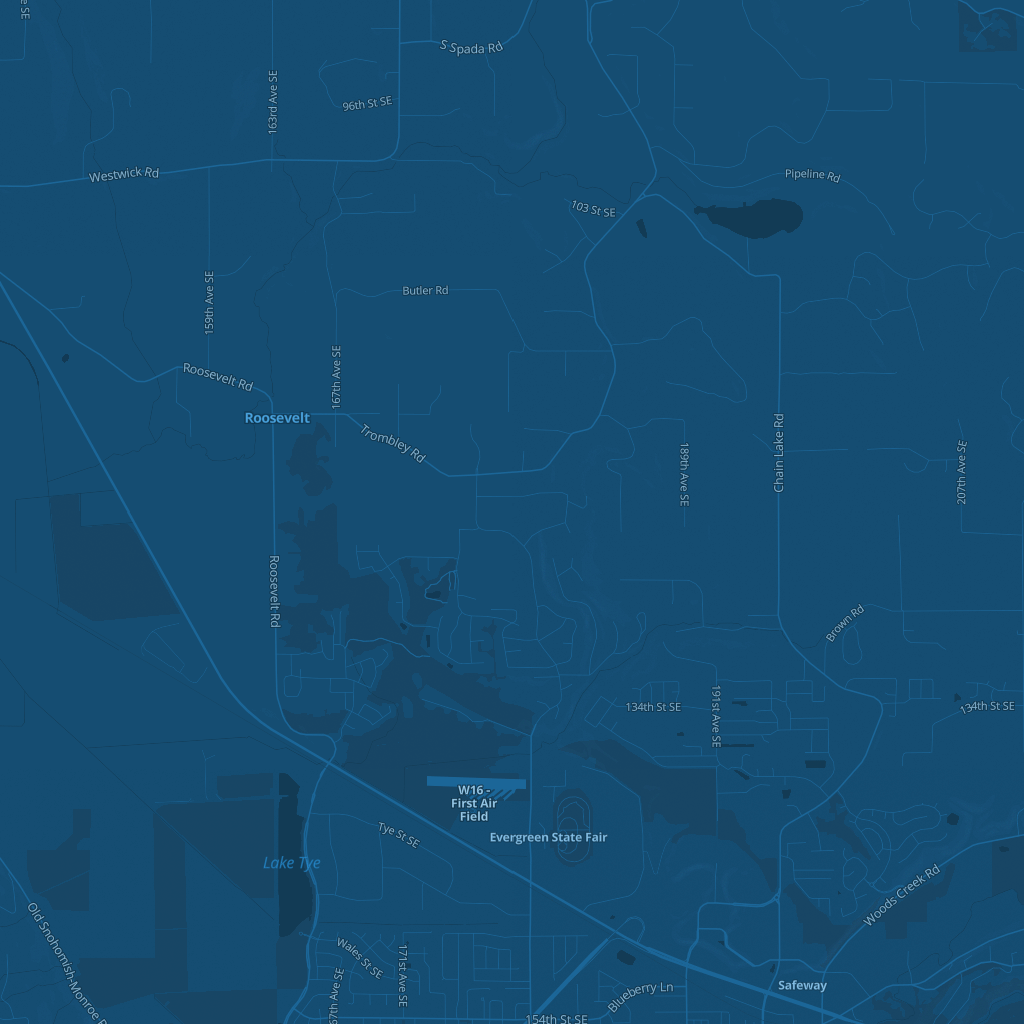 e SE
S Spada Rd
163rd Ave SE
96th St SE
Westwick Rd
Pipeline Rd
103 St SE
159th Ave SE
Butler Rd
167th Ave SE
Roosevelt Rd
Roosevelt
Trombley Rd
189th Ave SE
Chain Lake Rd
207th Ave SE
Roosevelt Rd
Brown Rd
134th St SE
191st Ave SE
134th St SE
W16 -
First Air
Field
Evergreen State Fair
Tye St SE
Lake Tye
Woods Creek Rd
Old Snohomish-Monroe R
Wales St SE
171st Ave SE
67th Ave SE
Safeway
Blueberry Ln
154th St SE